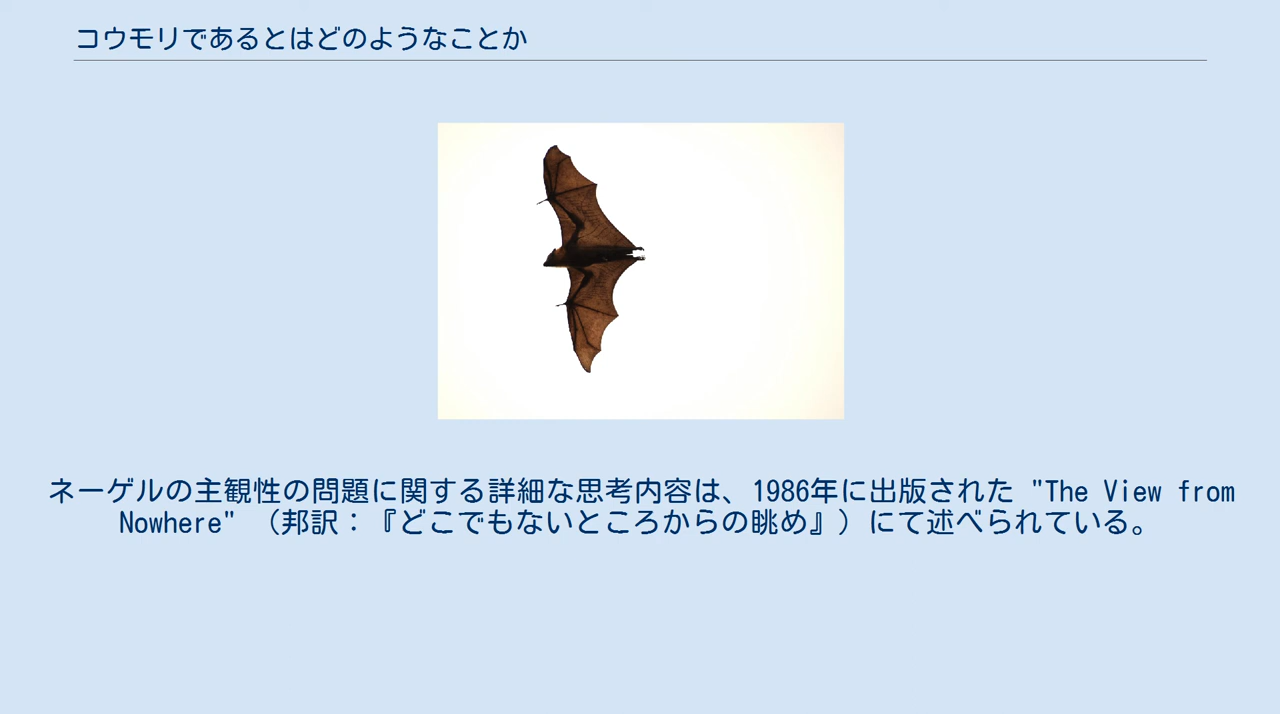 コウモリであるとはどのようなことか
ネーゲルの主観性の問題に関する詳細な思考内容は、1986年に出版された "The View from
Nowhere" （邦訳：『どこでもないところからの眺め』）にて述べられている。